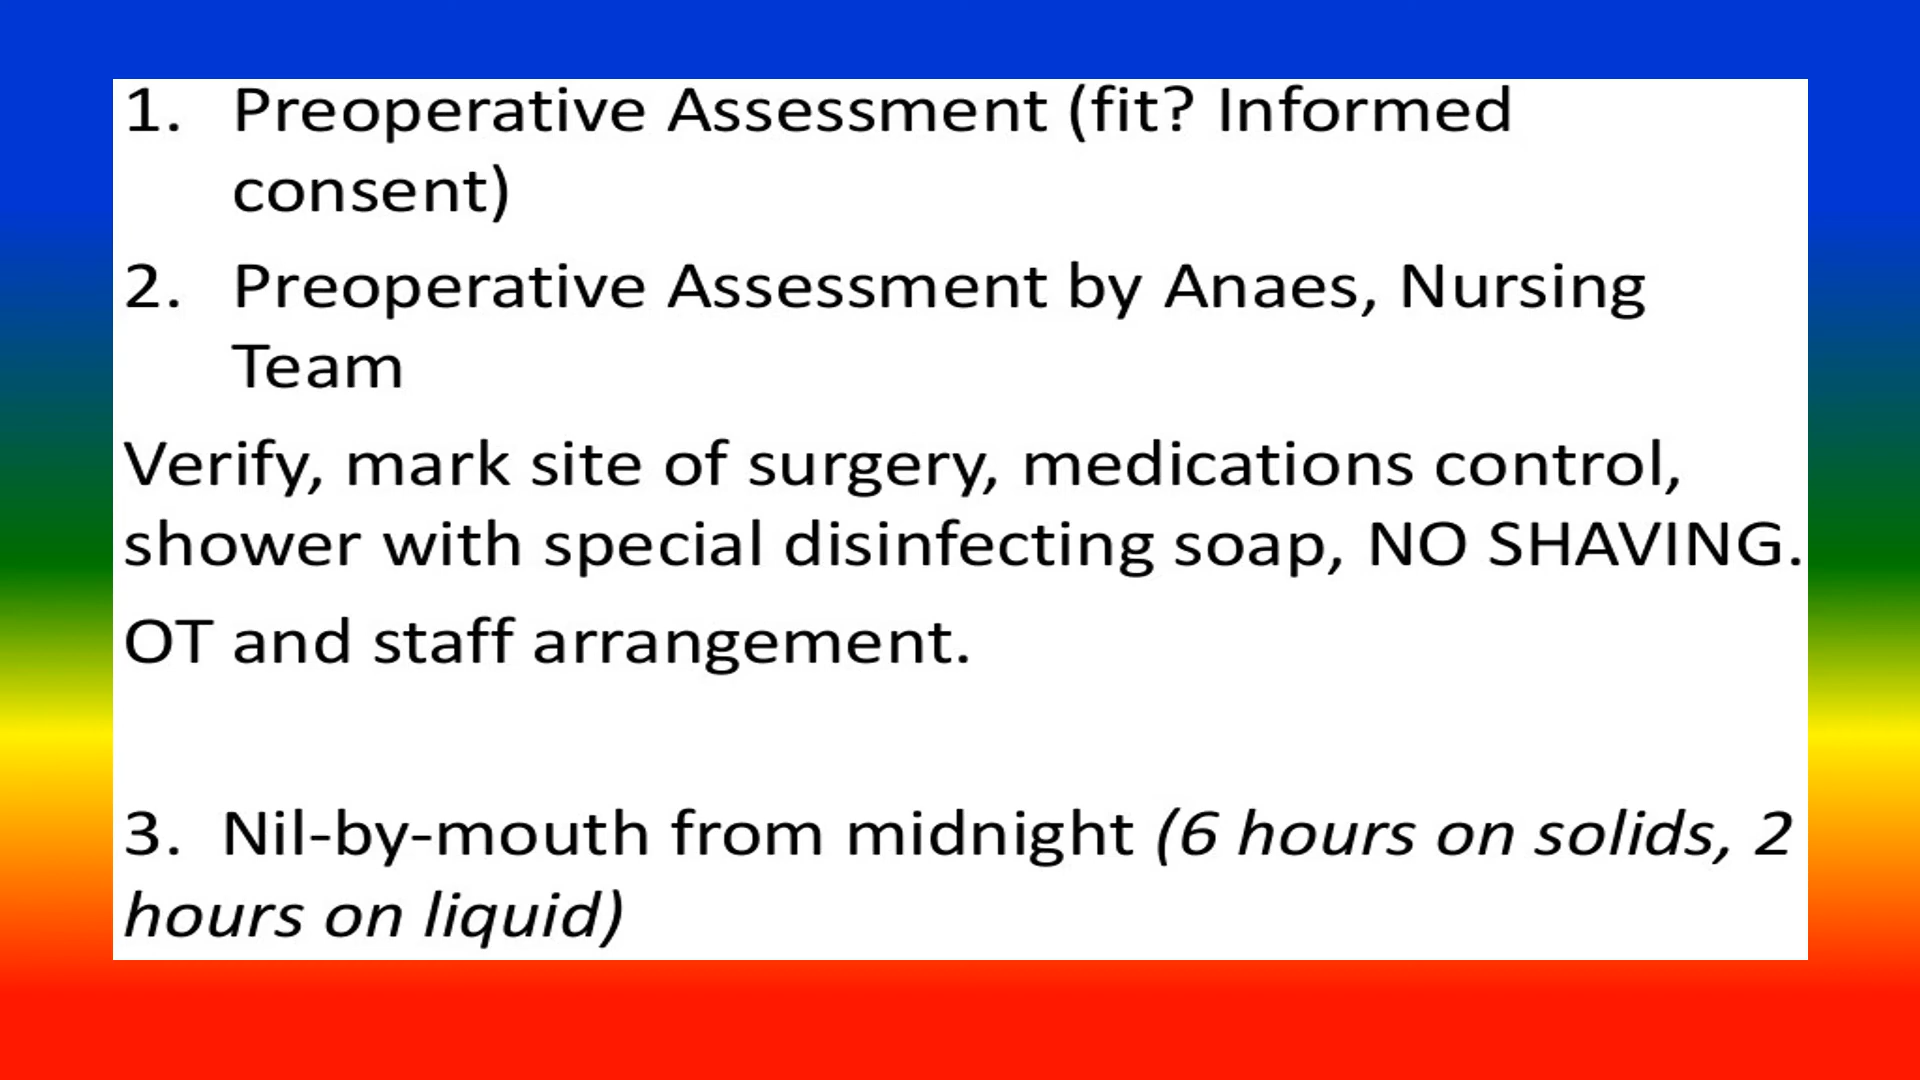 1. Preoperative Assessment (fit? Informed
consent)
2. Preoperative Assessment by Anaes, Nursing
Team
Verify, mark site of surgery, medications control,
shower with special disinfecting soap, NO SHAVING.
OT and staff arrangement.
3. Nil-by-mouth from midnight (6 hours on solids, 2
hours on liquid)